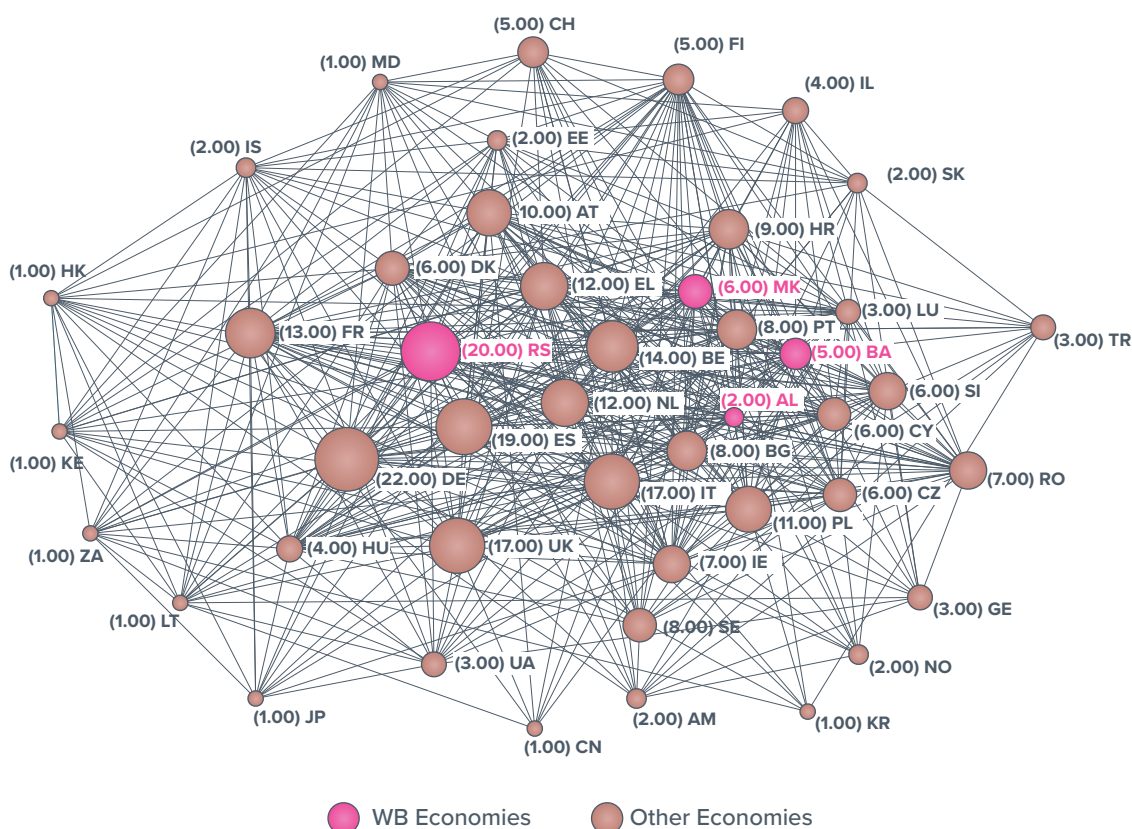 (5.00) CH
(5.00) FI
(1.00) MD
(4.00) IL
(2.00) EE
(2.00) IS
(2.00) SK
10.00) AT
(9.00) HR
(6.00) DK
(1.00) HK
(12.00) EL
(6.00) MK
(3.00) LU
(13.00) FR
(8.00) PT
(3.00) TR
(20.00) RS
(14.00) BE
(5.00) BA
(6.00) SI
(12.00) NL
(2.00) AL
(6.00) CY
(19.00) ES
(8.00) BG
(1.00) KE
(22.00) DE
(7.00) RO
(17.00) IT
(6.00) CZ
(11.00) PL
(4.00) HU
(17.00) UK
(1.00) ZA
(7.00) IE
(3.00) GE
(1.00) LT
(8.00) SE
(3.00) UA
(2.00) NO
(1.00) JP
(2.00) AM
(1.00) KR
(1.00) CN
WB Economies
Other Economies